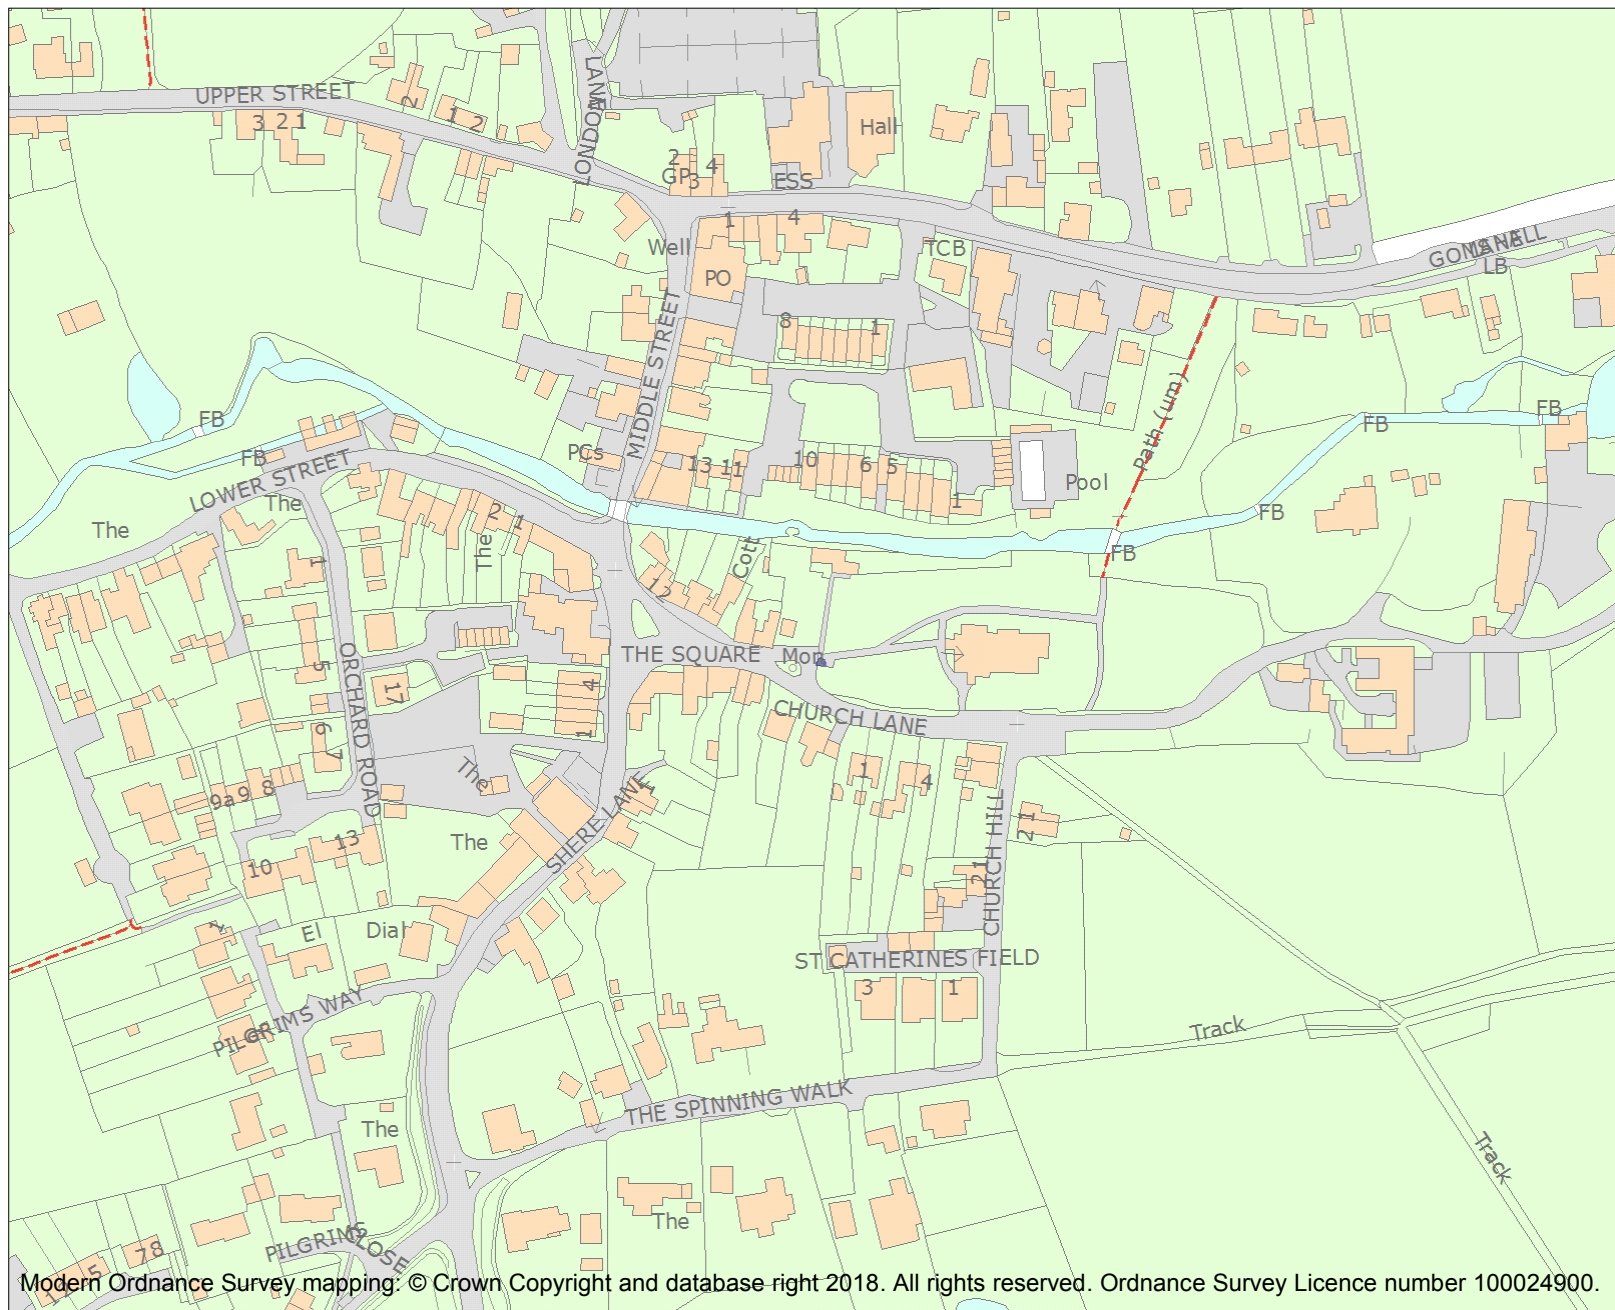 UPPER STREET
2
1 2
3 2 1
LONDON
LANE
Hall
2
4
GP
3
ESS
1
4
Well
TCB
PO
GOMSHALL
LANE
LB
MIDDLE STREET
8
1
Path (um)
FB
FB
FB
FB
LOWER STREET
PCs
13 11
10
6 5
1
Pool
The
The
2 1
The
FB
FB
Cott
1
12
THE SQUARE
Mon
5
ORCHARD ROAD
17
4
1
CHURCH LANE
6
7
The
1
4
1
9a 9 8
SHERE LANE
CHURCH HILL
2 1
13
The
10
2 1
1
El
Dial
ST CATHERINES FIELD
3
1
PILGRIMS WAY
Track
THE SPINNING WALK
The
Track
The
PILGRIMS
CLOSE
7 8
5
Modern Ordnance Survey mapping: © Crown Copyright and database right 2018. All rights reserved. Ordnance Survey Licence number 100024900.